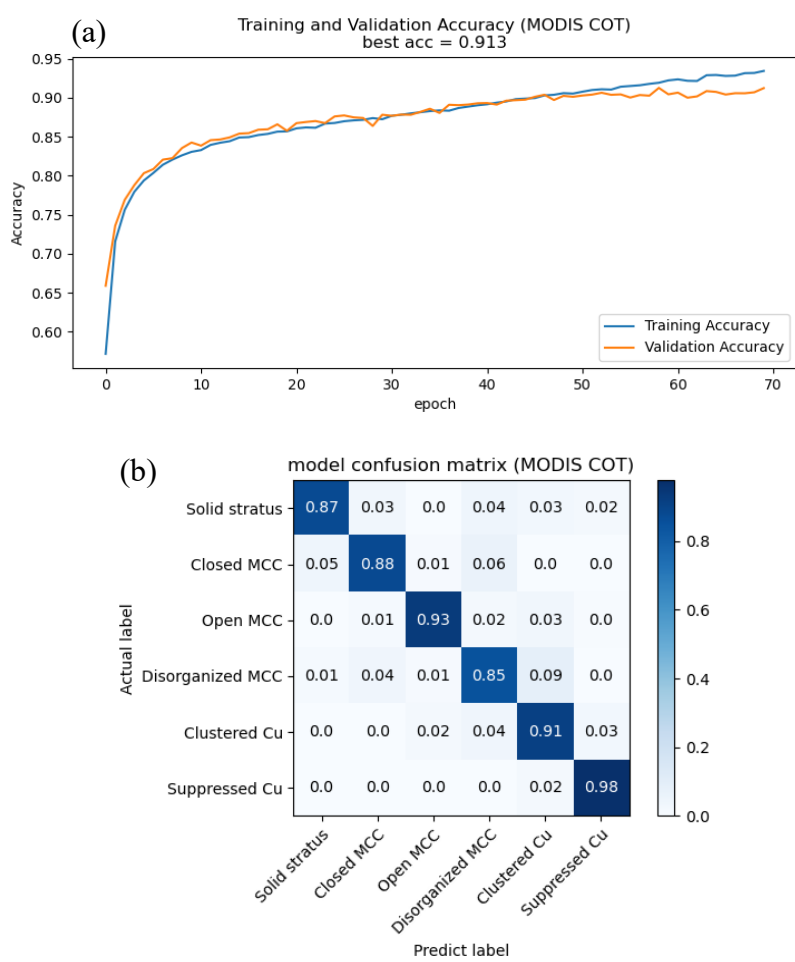 (a)
Training and Validation Accuracy (MODIS COT)
best acc = 0.913
0.95
0.90
0.85
0.80
0.75
0.70
0.65
0.60
Accuracy
Training Accuracy
Validation Accuracy
0 10 20 30 40 50 60 70
epoch
(b)
model confusion matrix (MODIS COT)
Actual label
Solid stratus 0.87 0.03 0.0 0.04 0.03 0.02
Closed MCC 0.05 0.88 0.01 0.06 0.0 0.0
Open MCC 0.0 0.01 0.93 0.02 0.03 0.0
Disorganized MCC 0.01 0.04 0.01 0.85 0.09 0.0
Clustered Cu 0.0 0.0 0.02 0.04 0.91 0.03
Suppressed Cu 0.0 0.0 0.0 0.0 0.02 0.98
0.8
0.6
0.4
0.2
0.0
Solid stratus
Closed MCC
Open MCC
Disorganized MCC
Clustered Cu
Suppressed Cu
Predict label